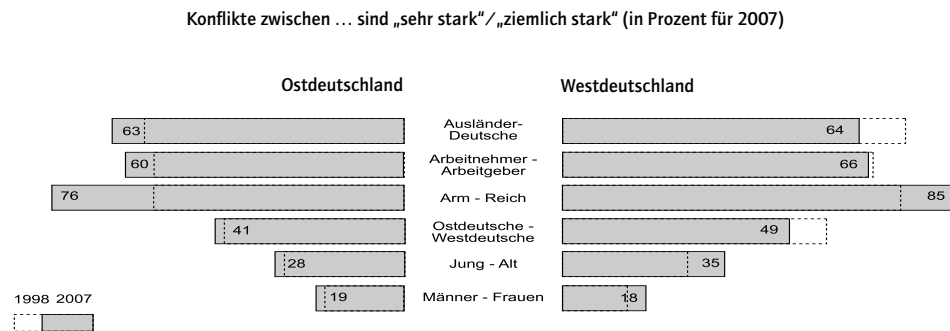 Konflikte zwischen … sind „sehr stark“/„ziemlich stark“ (in Prozent für 2007)
Ostdeutschland
Westdeutschland
63
Ausländer-
Deutsche
64
60
Arbeitnehmer -
Arbeitgeber
66
76
Arm - Reich
85
41
Ostdeutsche -
Westdeutsche
49
28
Jung - Alt
35
19
Männer - Frauen
18
1998 2007